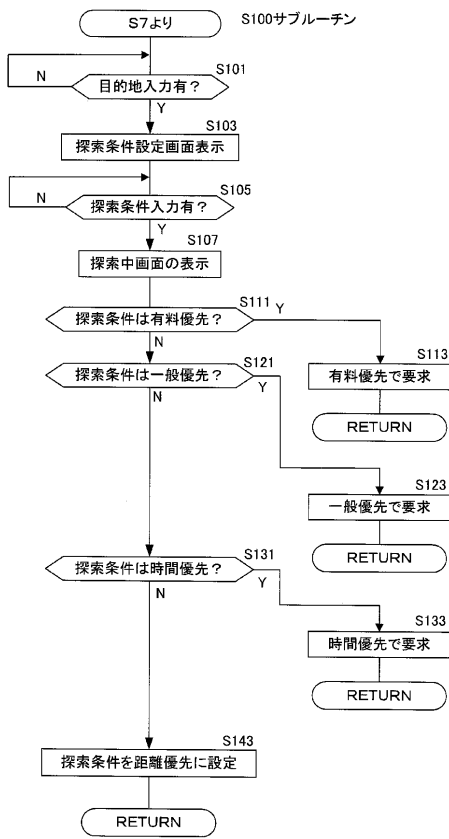 S7より
S100サブルーチン
S101
目的地入力有？
N
Y
S103
探索条件設定画面表示
S105
探索条件入力有？
N
Y
S107
探索中画面の表示
S111
探索条件は有料優先？
Y
N
S113
有料優先で要求
RETURN
S121
探索条件は一般優先？
Y
N
S123
一般優先で要求
RETURN
S131
探索条件は時間優先？
Y
N
S133
時間優先で要求
RETURN
S143
探索条件を距離優先に設定
RETURN